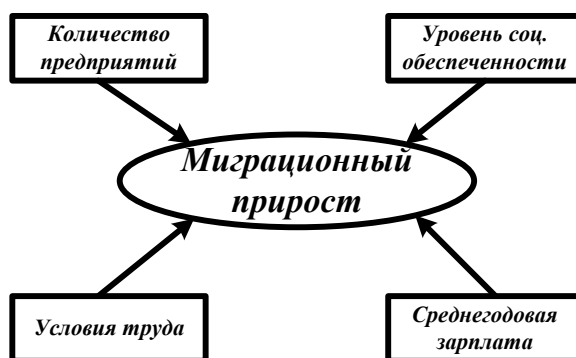 Количество
предприятий
Уровень соц.
обеспеченности
Миграционный
прирост
Условия труда
Среднегодовая
зарплата